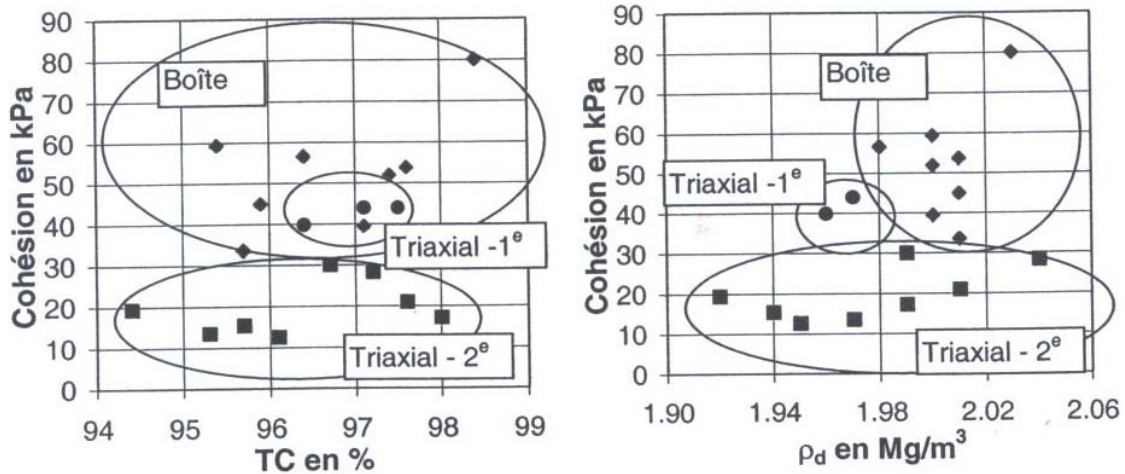 90
80
70
60
50
40
30
20
10
0
Cohésion en kPa
Boîte
Triaxial -1ᵉ
Triaxial - 2ᵉ
94 95 96 97 98 99
TC en %
90
80
70
60
50
40
30
20
10
0
Cohésion en kPa
Boîte
Triaxial -1ᵉ
Triaxial - 2ᵉ
1.90 1.94 1.98 2.02 2.06
ρd en Mg/m³